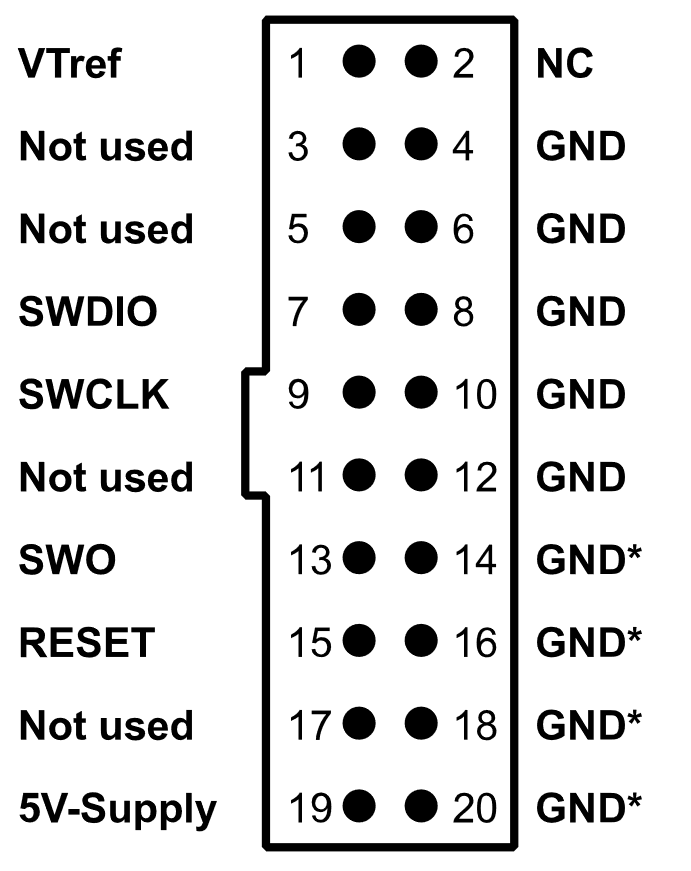 VTref 1 2 NC
Not used 3 4 GND
Not used 5 6 GND
SWDIO 7 8 GND
SWCLK 9 10 GND
Not used 11 12 GND
SWO 13 14 GND*
RESET 15 16 GND*
Not used 17 18 GND*
5V-Supply 19 20 GND*